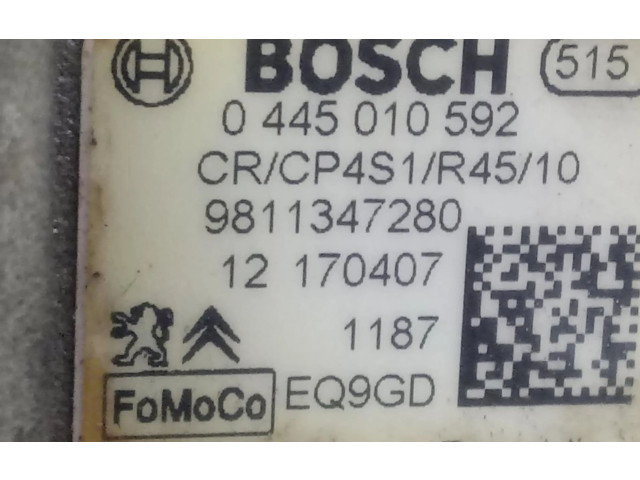 BOSCH 515
0 445 010 592
CR/CP4S1/R45/10
9811347280
12 170407
1187
FoMoCo EQ9GD